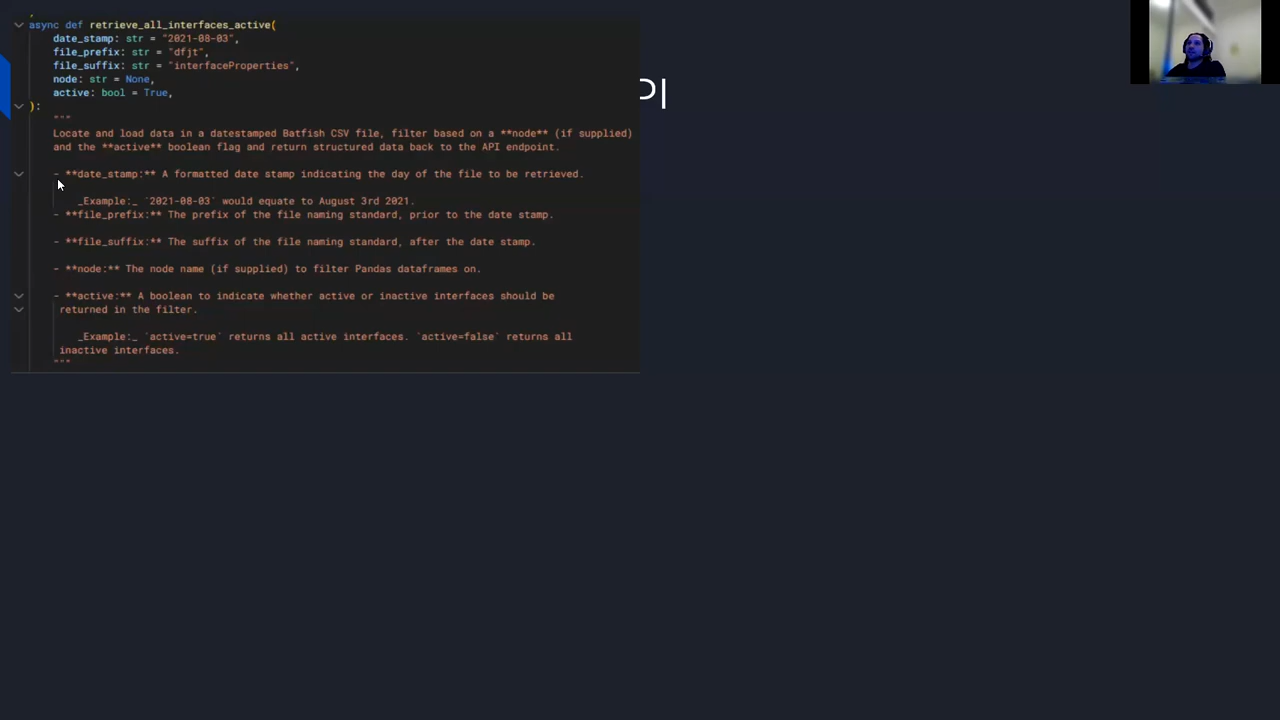 async def retrieve_all_interfaces_active(
date_stamp: str = "2021-08-03",
file_prefix: str = "dfjt",
file_suffix: str = "interfaceProperties",
node: str = None,
active: bool = True,
):
"""
Locate and load data in a datestamped Batfish CSV file, filter based on a **node** (if supplied)
and the **active** boolean flag and return structured data back to the API endpoint.
- **date_stamp:** A formatted date stamp indicating the day of the file to be retrieved.
_Example:_ `2021-08-03` would equate to August 3rd 2021.
- **file_prefix:** The prefix of the file naming standard, prior to the date stamp.
- **file_suffix:** The suffix of the file naming standard, after the date stamp.
- **node:** The node name (if supplied) to filter Pandas dataframes on.
- **active:** A boolean to indicate whether active or inactive interfaces should be
returned in the filter.
_Example:_ `active=true` returns all active interfaces. `active=false` returns all
inactive interfaces.
"""